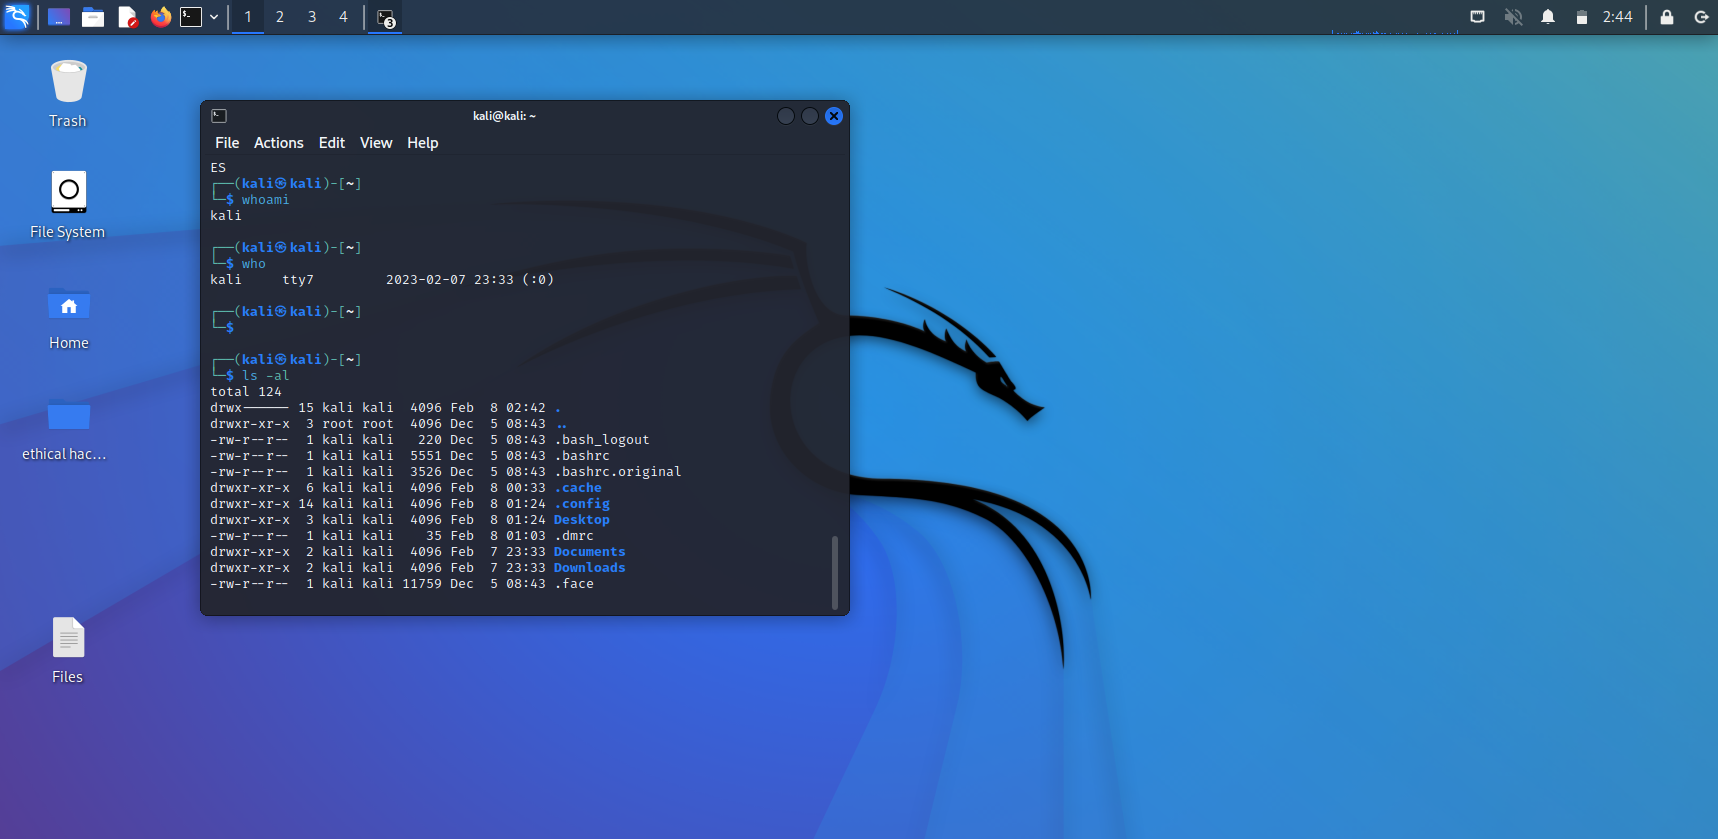 1 2 3 4 3 2:44
Trash
File System
Home
ethical hac...
Files
kali@kali: ~
File Actions Edit View Help
ES
┌──(kali㉿kali)-[~]
└─$ whoami
kali
┌──(kali㉿kali)-[~]
└─$ who
kali     tty7         2023-02-07 23:33 (:0)
┌──(kali㉿kali)-[~]
└─$
┌──(kali㉿kali)-[~]
└─$ ls -al
total 124
drwx------ 15 kali kali  4096 Feb  8 02:42 .
drwxr-xr-x  3 root root  4096 Dec  5 08:43 ..
-rw-r--r--  1 kali kali   220 Dec  5 08:43 .bash_logout
-rw-r--r--  1 kali kali  5551 Dec  5 08:43 .bashrc
-rw-r--r--  1 kali kali  3526 Dec  5 08:43 .bashrc.original
drwxr-xr-x  6 kali kali  4096 Feb  8 00:33 .cache
drwxr-xr-x 14 kali kali  4096 Feb  8 01:24 .config
drwxr-xr-x  3 kali kali  4096 Feb  8 01:24 Desktop
-rw-r--r--  1 kali kali    35 Feb  8 01:03 .dmrc
drwxr-xr-x  2 kali kali  4096 Feb  7 23:33 Documents
drwxr-xr-x  2 kali kali  4096 Feb  7 23:33 Downloads
-rw-r--r--  1 kali kali 11759 Dec  5 08:43 .face